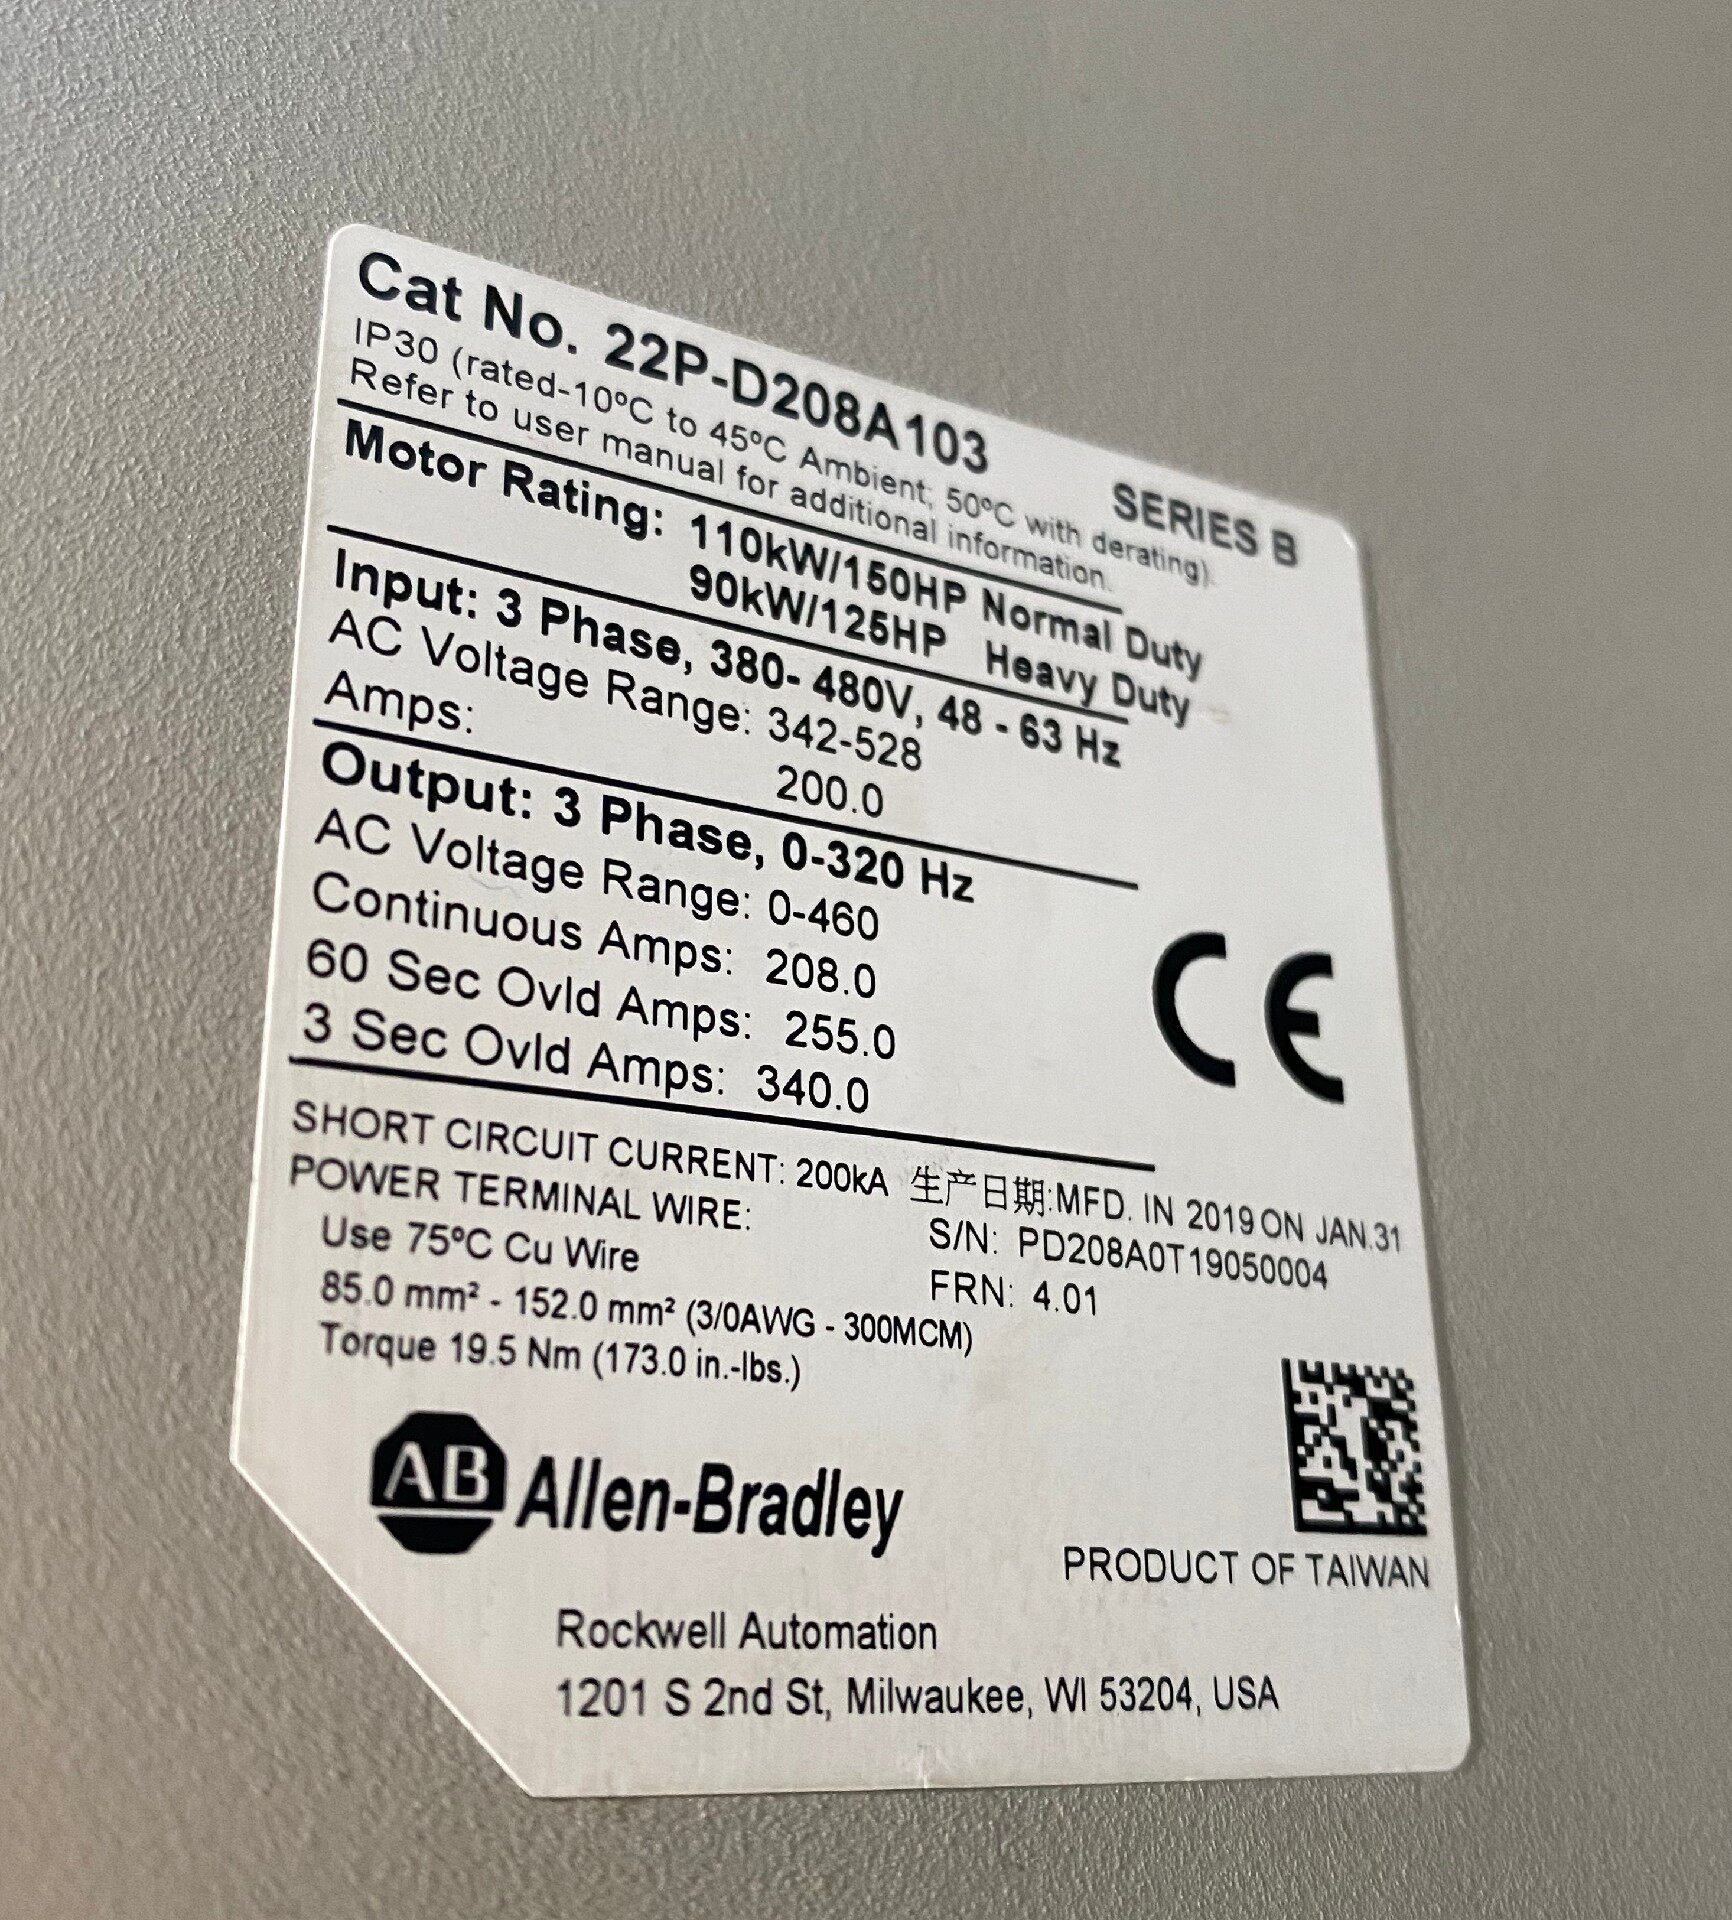 Cat No. 22P-D208A103
SERIES B
IP30 (rated-10ºC to 45ºC Ambient; 50ºC with derating).
Refer to user manual for additional information.
Motor Rating: 110kW/150HP Normal Duty
90kW/125HP Heavy Duty
Input: 3 Phase, 380- 480V, 48 - 63 Hz
AC Voltage Range: 342-528
Amps: 200.0
Output: 3 Phase, 0-320 Hz
AC Voltage Range: 0-460
Continuous Amps: 208.0
60 Sec Ovld Amps: 255.0
3 Sec Ovld Amps: 340.0
CE
SHORT CIRCUIT CURRENT: 200kA
生产日期:MFD. IN 2019 ON JAN.31
POWER TERMINAL WIRE:
S/N: PD208A0T19050004
Use 75ºC Cu Wire
FRN: 4.01
85.0 mm² - 152.0 mm² (3/0AWG - 300MCM)
Torque 19.5 Nm (173.0 in.-lbs.)
AB Allen-Bradley
PRODUCT OF TAIWAN
Rockwell Automation
1201 S 2nd St, Milwaukee, WI 53204, USA